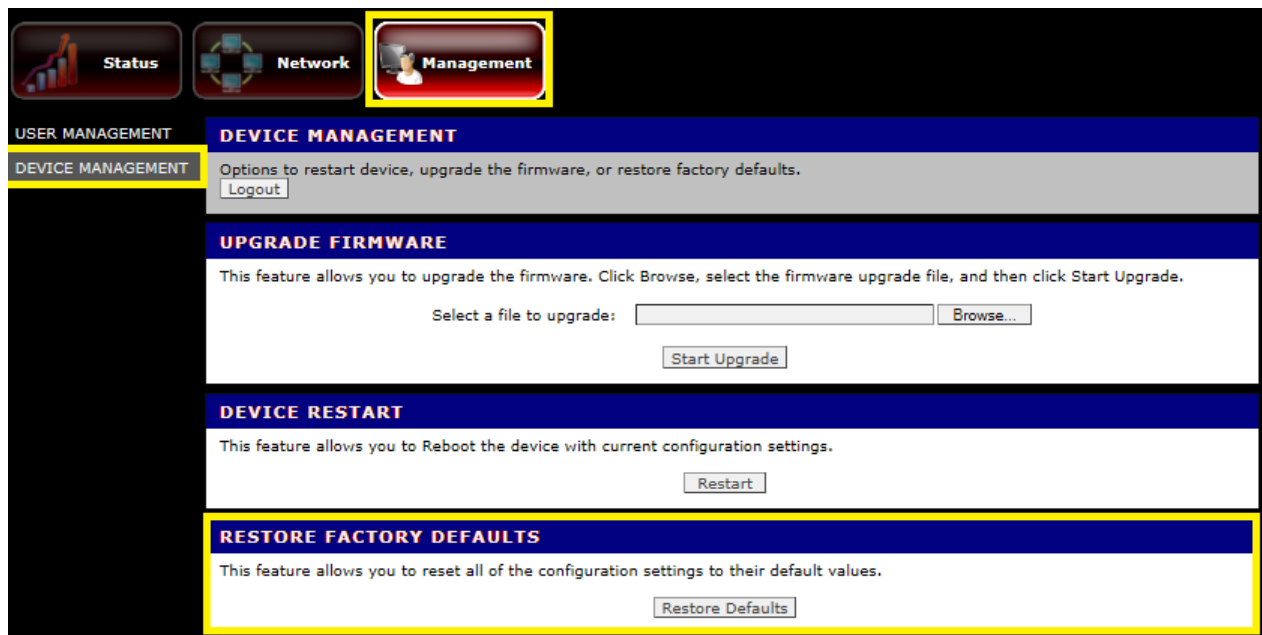 Status
Network
Management
USER MANAGEMENT
DEVICE MANAGEMENT
DEVICE MANAGEMENT
Options to restart device, upgrade the firmware, or restore factory defaults.
Logout
UPGRADE FIRMWARE
This feature allows you to upgrade the firmware. Click Browse, select the firmware upgrade file, and then click Start Upgrade.
Select a file to upgrade:
Browse...
Start Upgrade
DEVICE RESTART
This feature allows you to Reboot the device with current configuration settings.
Restart
RESTORE FACTORY DEFAULTS
This feature allows you to reset all of the configuration settings to their default values.
Restore Defaults